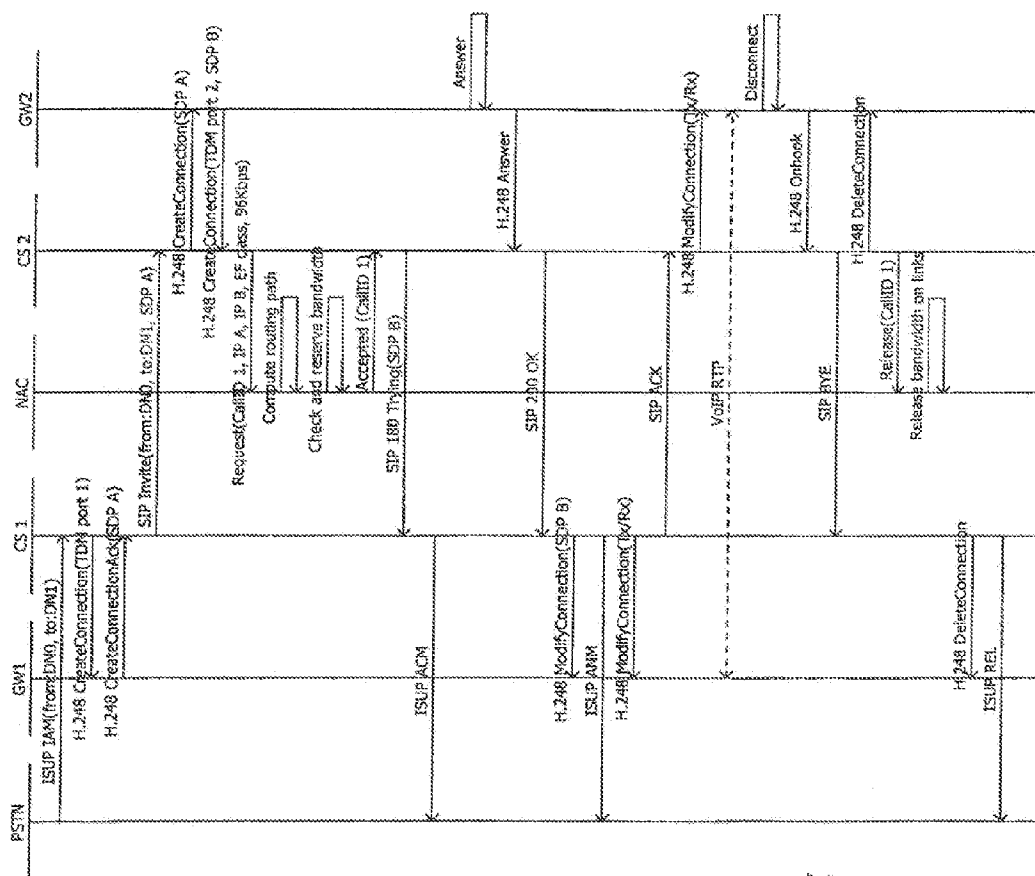 PSTN
GW1
CS 1
NAC
CS 2
GW2
ISUP IAM(from:DN0, to:DN1)
H.248 CreateConnection(TDM port 1)
H.248 CreateConnectionAck(SDP A)
SIP Invite(from:DN0, to:DN1, SDP A)
H.248 CreateConnection(SDP A)
H.248 CreateConnection(TDM port 2, SDP B)
Request(CallID 1, IP A, IP B, EF class, 96Kbps)
Compute routing path
Check and reserve bandwidth
Accepted (CallID 1)
SIP 180 Trying(SDP B)
ISUP ACM
Answer
H.248 Answer
SIP 200 OK
H.248 ModifyConnection(SDP B)
ISUP ANM
H.248 ModifyConnection(Tx/Rx)
SIP ACK
H.248 ModifyConnection(Tx/Rx)
VoIP RTP
Disconnect
H.248 Onhook
SIP BYE
H.248 DeleteConnection
Release(CallID 1)
Release bandwidth on links
H.248 DeleteConnection
ISUP REL